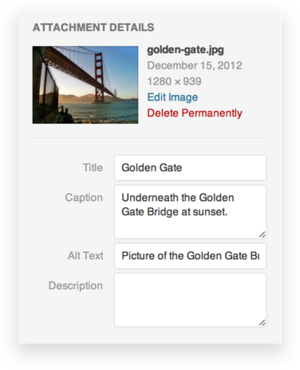 ATTACHMENT DETAILS
golden-gate.jpg
December 15, 2012
1280 × 939
Edit Image
Delete Permanently
Title
Golden Gate
Caption
Underneath the Golden
Gate Bridge at sunset.
Alt Text
Picture of the Golden Gate
Description